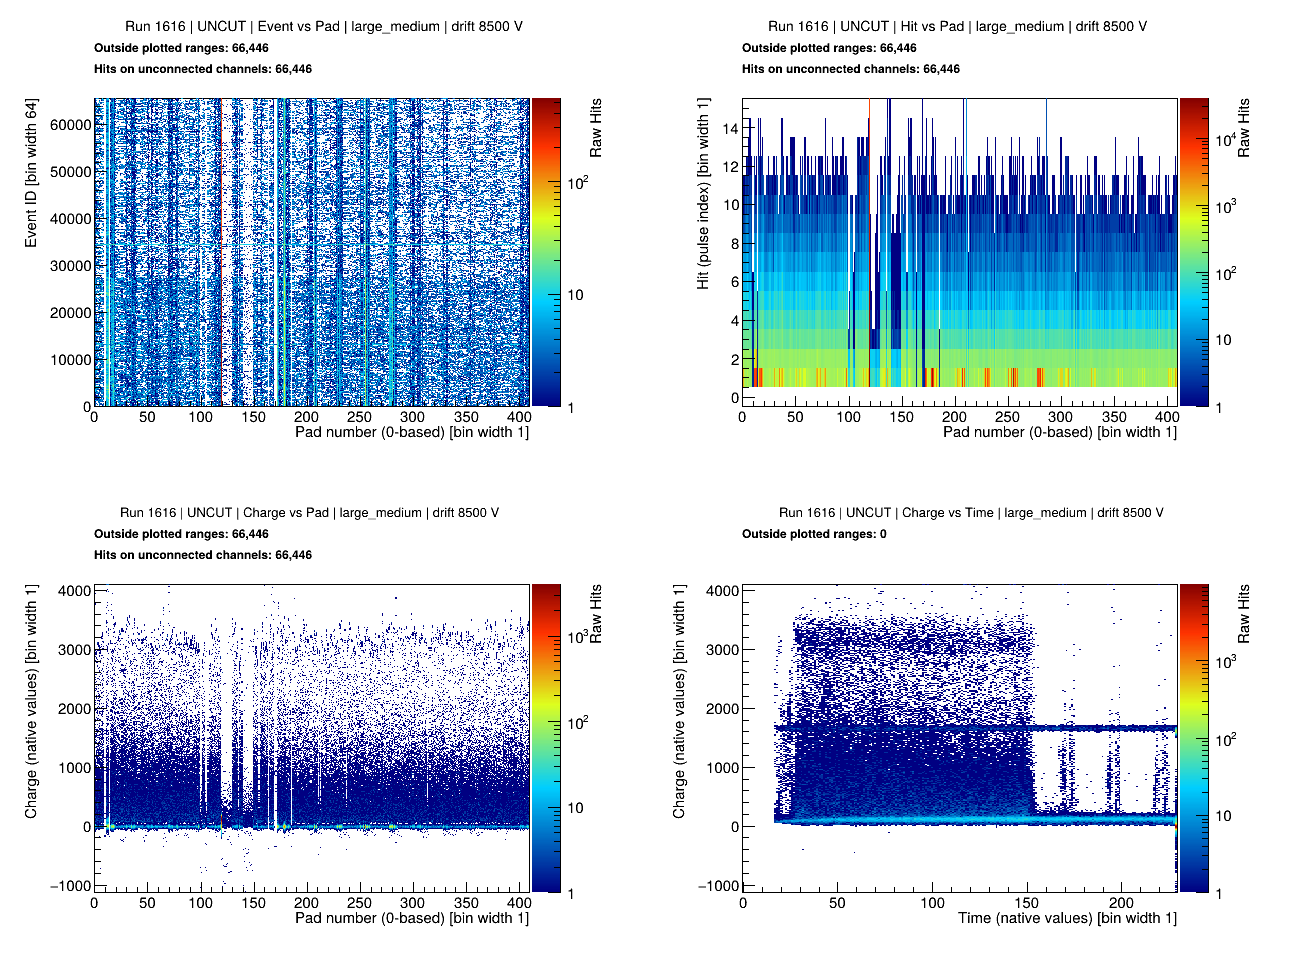 Run 1616 | UNCUT | Event vs Pad | large_medium | drift 8500 V
Outside plotted ranges: 66,446
Hits on unconnected channels: 66,446
Event ID [bin width 64]
60000
50000
40000
30000
20000
10000
0
0 50 100 150 200 250 300 350 400
Pad number (0-based) [bin width 1]
Raw Hits
10²
10
1
Run 1616 | UNCUT | Hit vs Pad | large_medium | drift 8500 V
Outside plotted ranges: 66,446
Hits on unconnected channels: 66,446
Hit (pulse index) [bin width 1]
14
12
10
8
6
4
2
0
0 50 100 150 200 250 300 350 400
Pad number (0-based) [bin width 1]
Raw Hits
10⁴
10³
10²
10
1
Run 1616 | UNCUT | Charge vs Pad | large_medium | drift 8500 V
Outside plotted ranges: 66,446
Hits on unconnected channels: 66,446
Charge (native values) [bin width 1]
4000
3000
2000
1000
0
−1000
0 50 100 150 200 250 300 350 400
Pad number (0-based) [bin width 1]
Raw Hits
10³
10²
10
1
Run 1616 | UNCUT | Charge vs Time | large_medium | drift 8500 V
Outside plotted ranges: 0
Charge (native values) [bin width 1]
4000
3000
2000
1000
0
−1000
0 50 100 150 200
Time (native values) [bin width 1]
Raw Hits
10³
10²
10
1